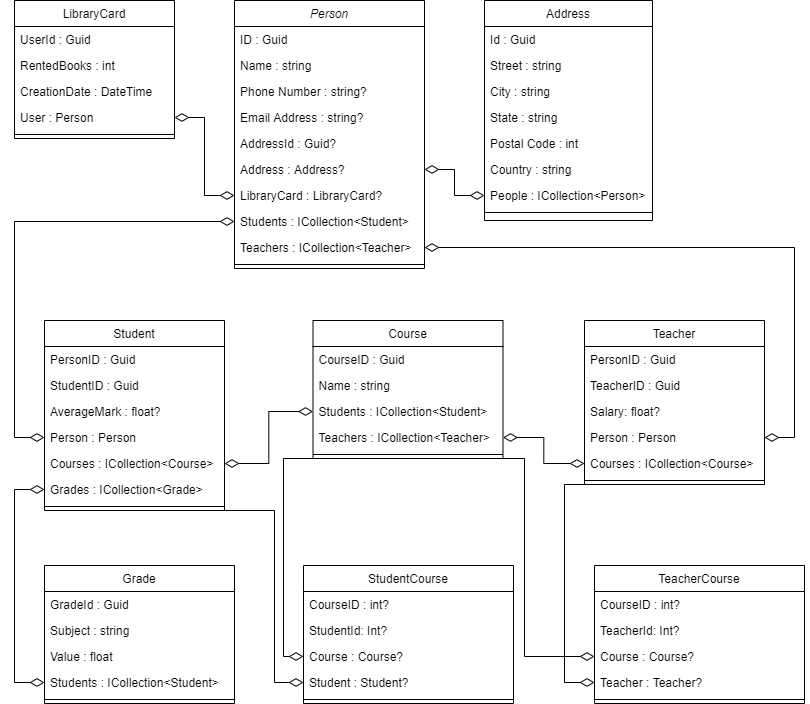 LibraryCard
UserId : Guid
RentedBooks : int
CreationDate : DateTime
User : Person
Person
ID : Guid
Name : string
Phone Number : string?
Email Address : string?
AddressId : Guid?
Address : Address?
LibraryCard : LibraryCard?
Students : ICollection<Student>
Teachers : ICollection<Teacher>
Address
Id : Guid
Street : string
City : string
State : string
Postal Code : int
Country : string
People : ICollection<Person>
Student
PersonID : Guid
StudentID : Guid
AverageMark : float?
Person : Person
Courses : ICollection<Course>
Grades : ICollection<Grade>
Course
CourseID : Guid
Name : string
Students : ICollection<Student>
Teachers : ICollection<Teacher>
Teacher
PersonID : Guid
TeacherID : Guid
Salary: float?
Person : Person
Courses : ICollection<Course>
Grade
GradeId : Guid
Subject : string
Value : float
Students : ICollection<Student>
StudentCourse
CourseID : int?
StudentId: Int?
Course : Course?
Student : Student?
TeacherCourse
CourseID : int?
TeacherId: Int?
Course : Course?
Teacher : Teacher?